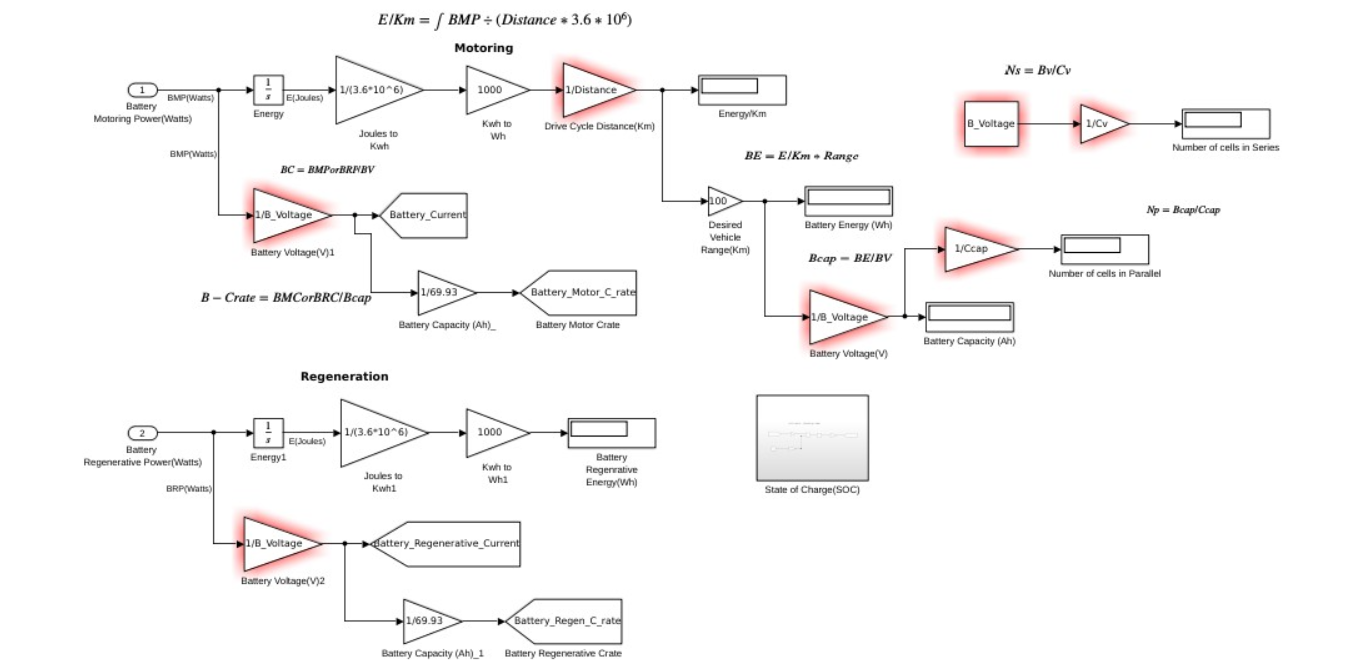 E/Km = ∫ BMP ÷ (Distance * 3.6 * 10⁶)
Motoring
1
Battery
Motoring Power(Watts)
BMP(Watts)
BMP(Watts)
1
s
Energy
E(Joules)
1/(3.6*10^6)
Joules to
Kwh
1000
Kwh to
Wh
1/Distance
Drive Cycle Distance(Km)
Energy/Km
Ns = Bv/Cv
B_Voltage
1/Cv
Number of cells in Series
BC = BMPorBRP/BV
1/B_Voltage
Battery Voltage(V)1
Battery_Current
B − Crate = BMCorBRC/Bcap
1/69.93
Battery Capacity (Ah)_
Battery_Motor_C_rate
Battery Motor Crate
BE = E/Km * Range
100
Desired
Vehicle
Range(Km)
Battery Energy (Wh)
Bcap = BE/BV
1/B_Voltage
Battery Voltage(V)
Battery Capacity (Ah)
Np = Bcap/Ccap
1/Ccap
Number of cells in Parallel
Regeneration
2
Battery
Regenerative Power(Watts)
BRP(Watts)
1
s
Energy1
E(Joules)
1/(3.6*10^6)
Joules to
Kwh1
1000
Kwh to
Wh1
Battery
Regenrative
Energy(Wh)
State of Charge(SOC)
1/B_Voltage
Battery Voltage(V)2
Battery_Regenerative_Current
1/69.93
Battery Capacity (Ah)_1
Battery_Regen_C_rate
Battery Regenerative Crate